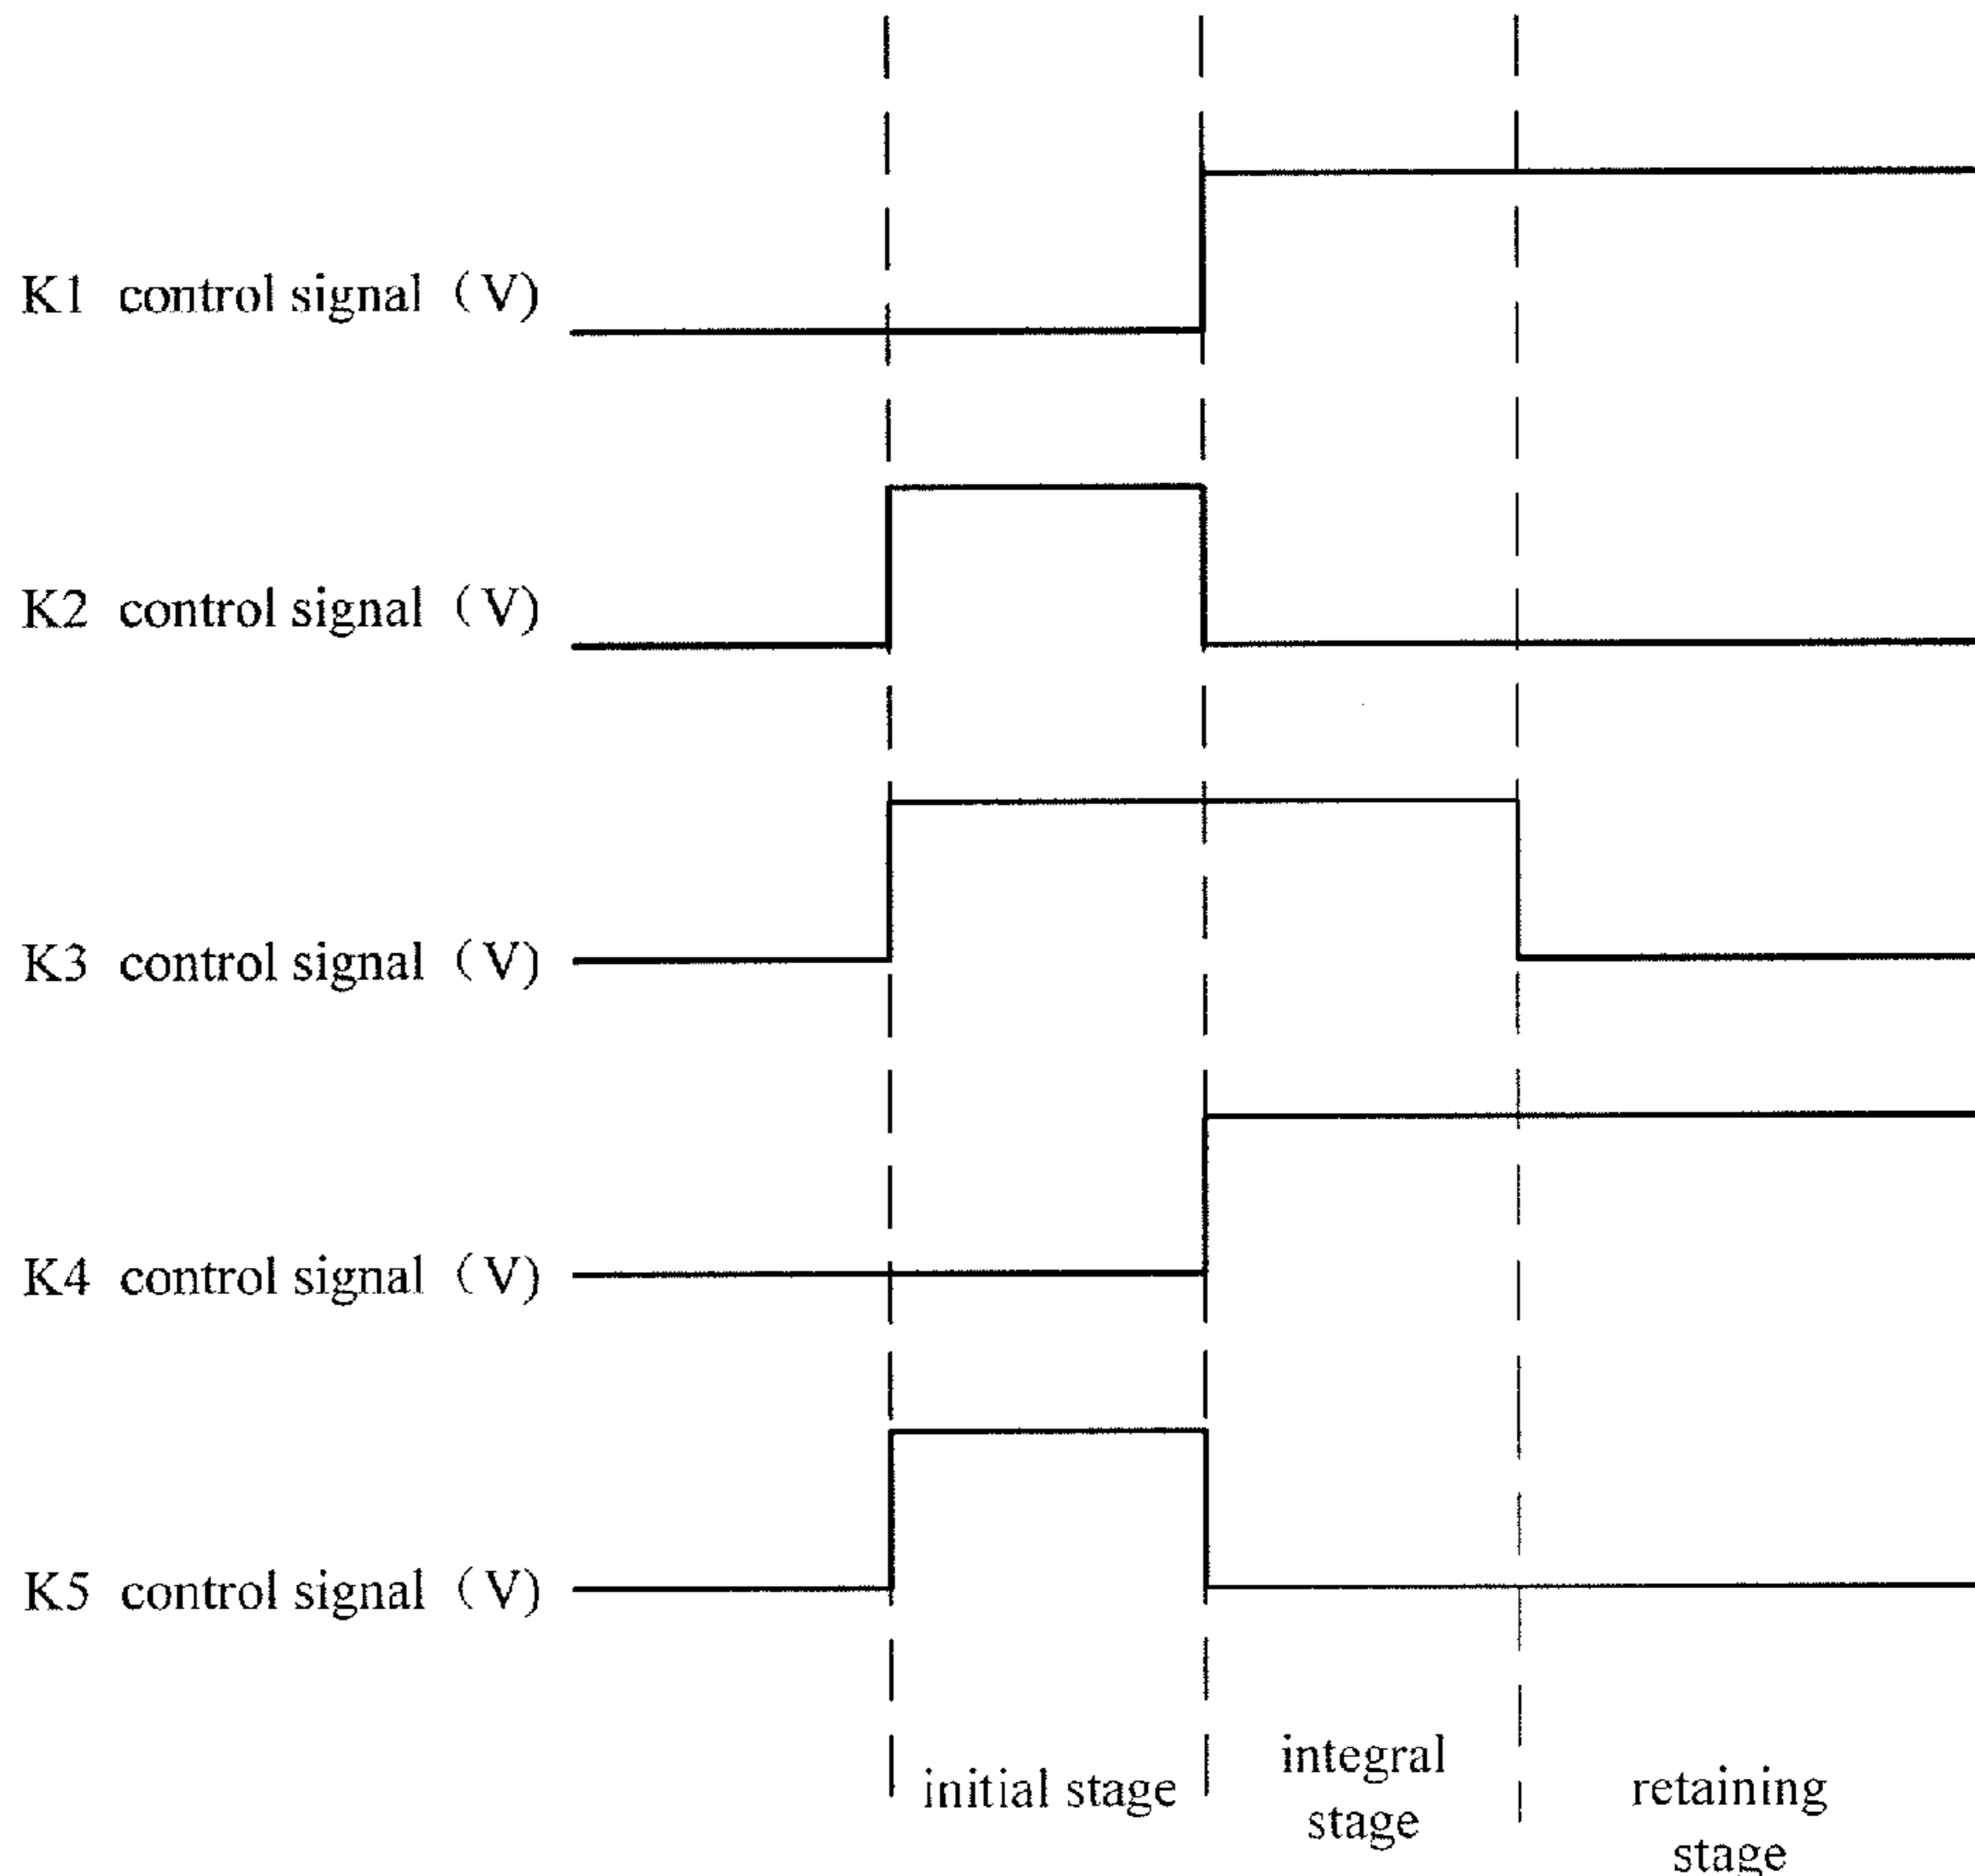 K1 control signal（V)
K2 control signal（V)
K3 control signal（V)
K4 control signal（V)
K5 control signal（V)
initial stage
integral
stage
retaining
stage